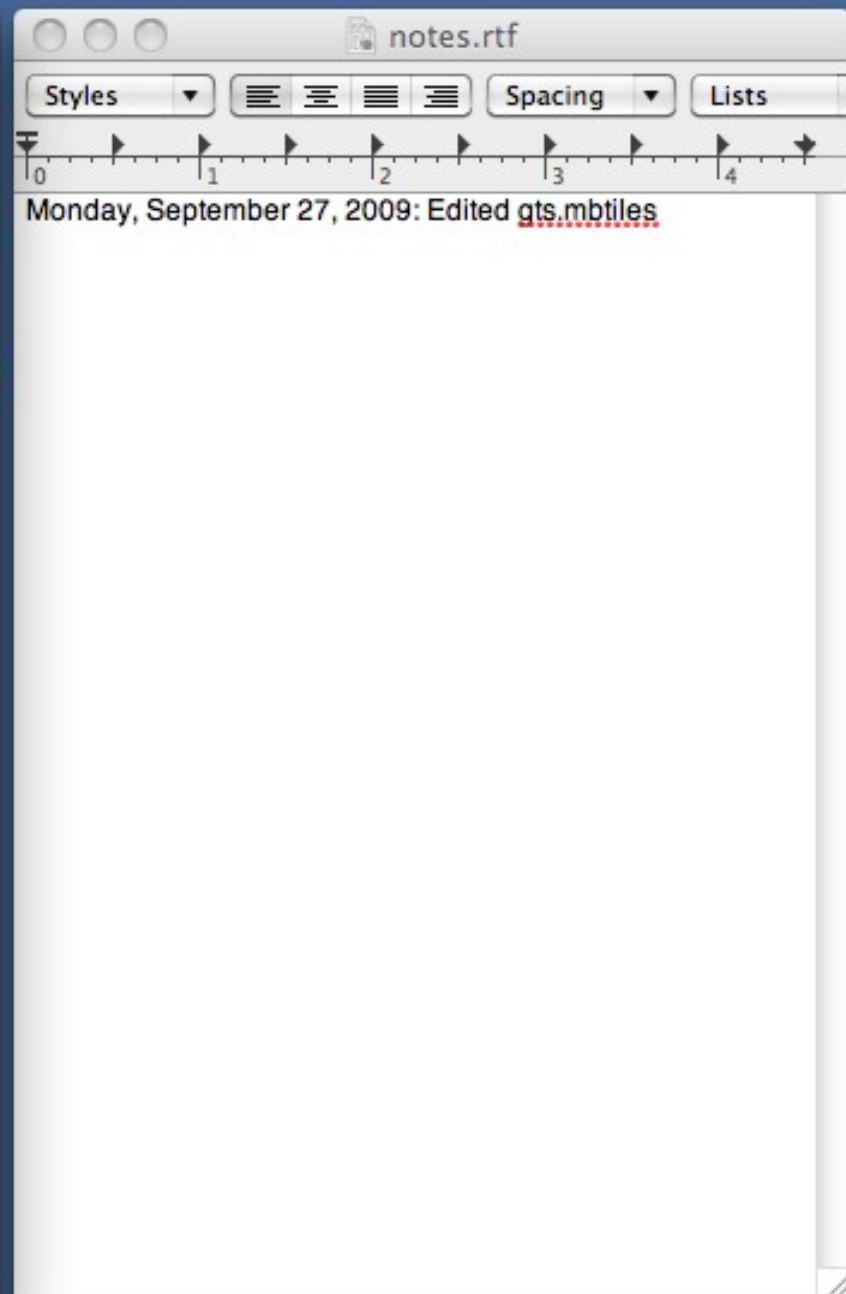 notes.rtf
Styles Spacing Lists
0 1 2 3 4
Monday, September 27, 2009: Edited gts.mbtiles